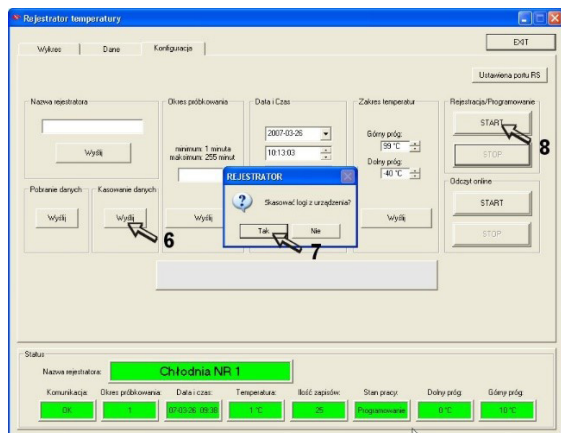 Rejestrator temperatury
EXIT
Wykres
Dane
Konfiguracja
Ustawiena portu RS
Nazwa rejestratora
Okres próbkowania
Data i Czas
Zakres temperatur
Rejestracja/Programowanie
START
8
STOP
Wyślij
minimum: 1 minuta
maksimum: 255 minut
2007-03-26
10:13:03
Górny próg:
99 °C
Dolny próg:
-40 °C
REJESTRATOR
Skasować logi z urządzenia?
Tak
Nie
7
Pobranie danych
Kasowanie danych
Odczyt online
Wyślij
Wyślij
6
Wyślij
Wyślij
START
STOP
Status
Nazwa rejestratora:
Chłodnia NR 1
Komunikacja:
Okres próbkowania:
Data i czas:
Temperatura:
Ilość zapisów:
Stan pracy:
Dolny próg:
Górny próg:
OK
1
07-03-26 09:38
1 °C
25
Programowanie
0 °C
10 °C